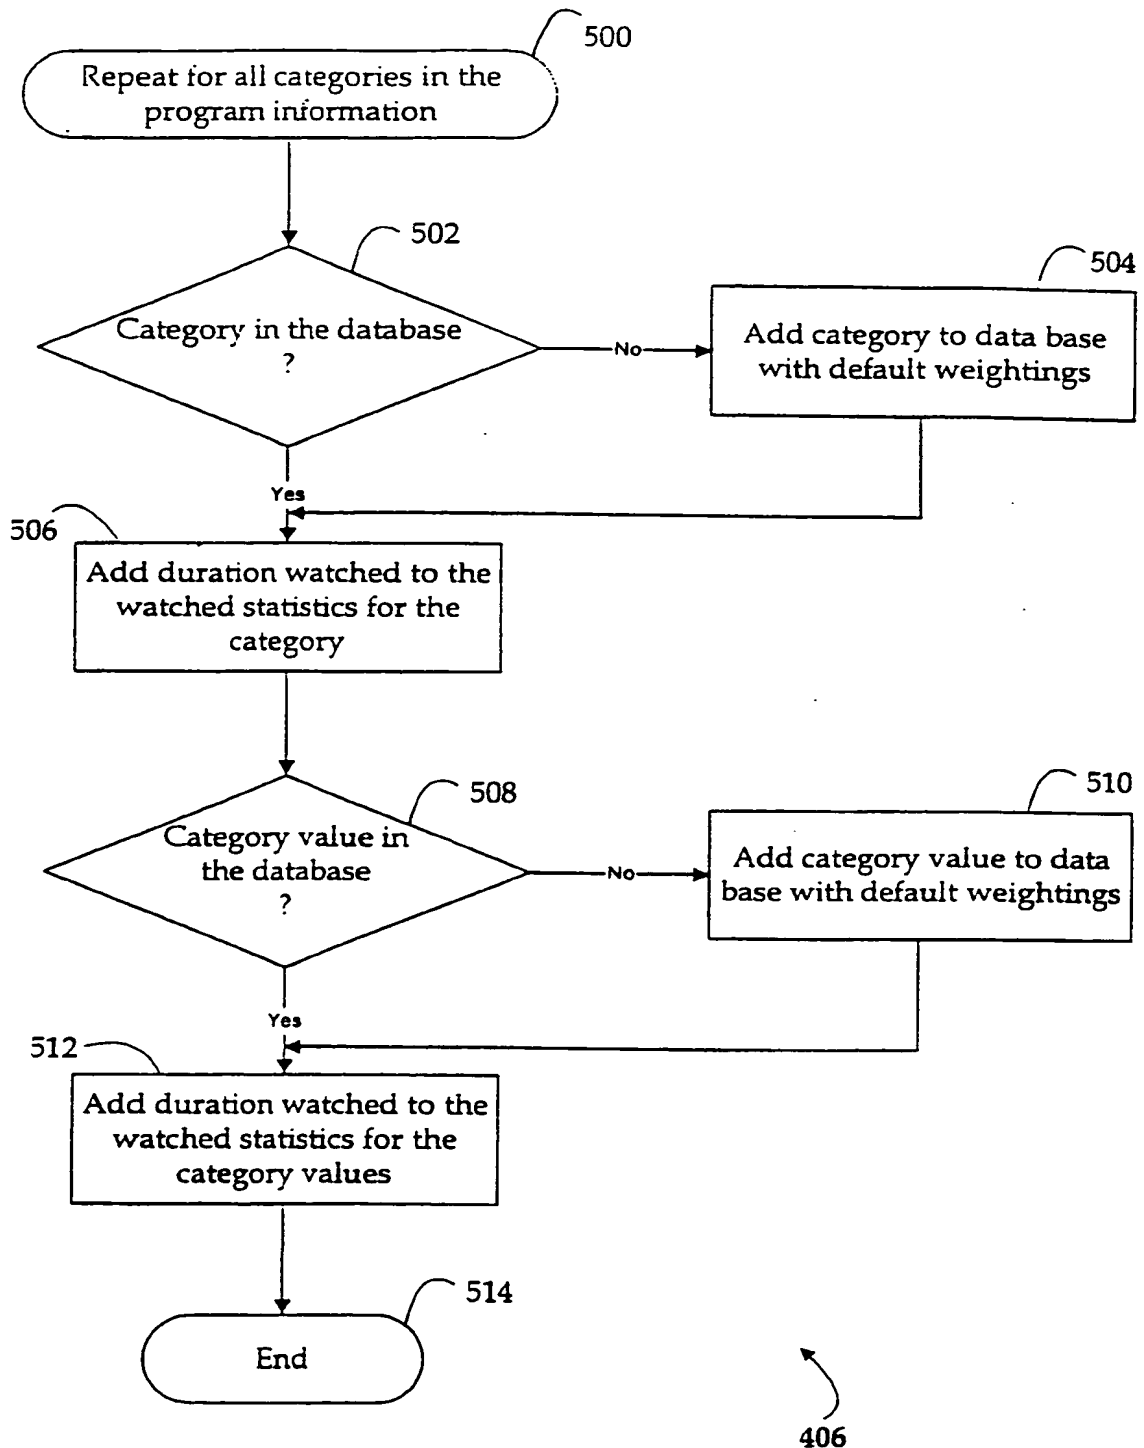 500
Repeat for all categories in the
program information
502
Category in the database
?
No
504
Add category to data base
with default weightings
Yes
506
Add duration watched to the
watched statistics for the
category
508
Category value in
the database
?
No
510
Add category value to data
base with default weightings
Yes
512
Add duration watched to the
watched statistics for the
category values
514
End
406